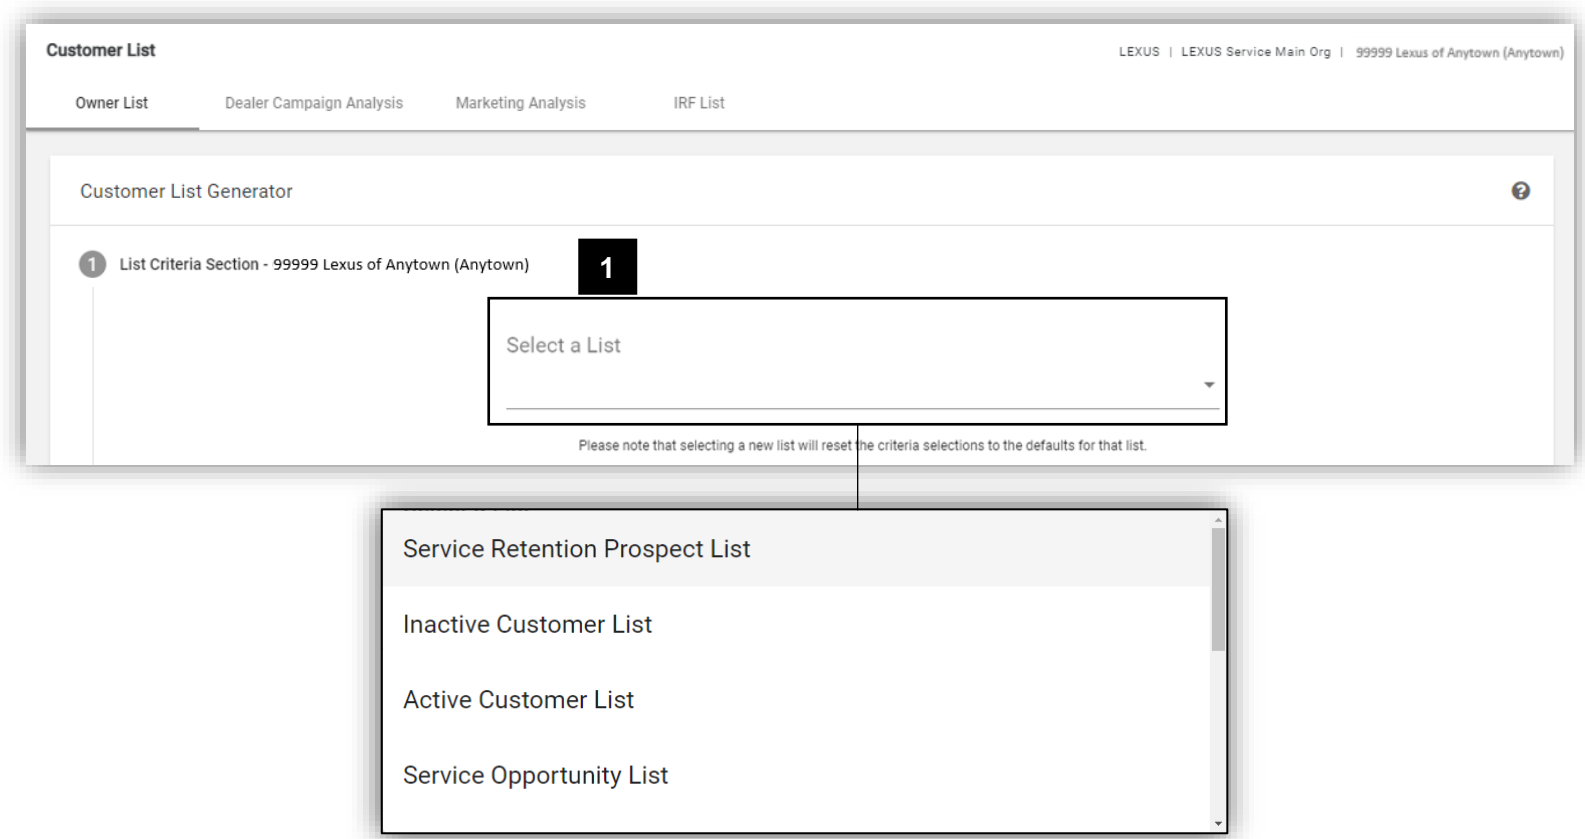 Customer List
LEXUS | LEXUS Service Main Org | 99999 Lexus of Anytown (Anytown)
Owner List Dealer Campaign Analysis Marketing Analysis IRF List
Customer List Generator
?
1 List Criteria Section - 99999 Lexus of Anytown (Anytown)
1
Select a List
Please note that selecting a new list will reset the criteria selections to the defaults for that list.
Service Retention Prospect List
Inactive Customer List
Active Customer List
Service Opportunity List